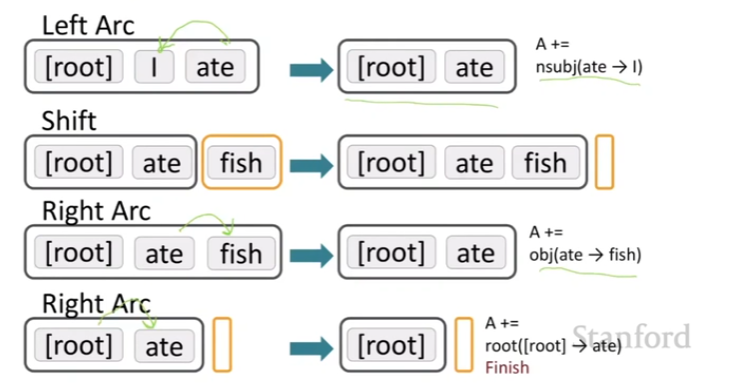 Left Arc
[root] I ate [root] ate A +=
nsubj(ate → I)
Shift
[root] ate fish [root] ate fish
Right Arc
[root] ate fish [root] ate A +=
obj(ate → fish)
Right Arc
[root] ate [root] A +=
root([root] → ate)
Finish
Stanford